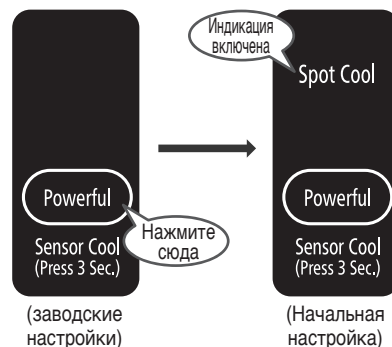 Powerful
Sensor Cool
(Press 3 Sec.)
Нажмите
сюда
(заводские
настройки)
Индикация
включена
Spot Cool
Powerful
Sensor Cool
(Press 3 Sec.)
(Начальная
настройка)